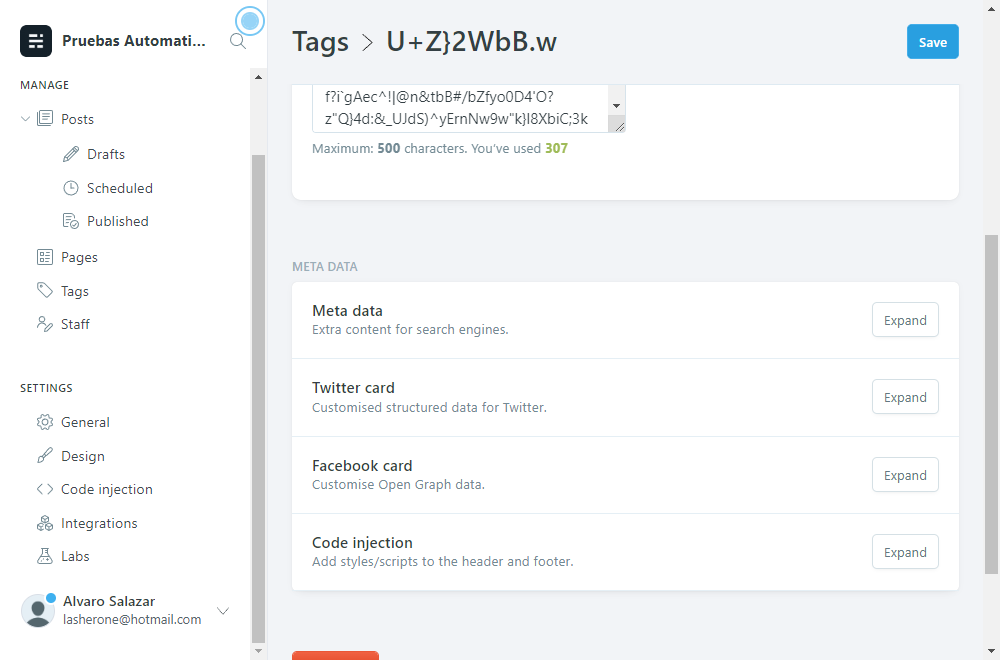 Pruebas Automati...
MANAGE
Posts
Drafts
Scheduled
Published
Pages
Tags
Staff
SETTINGS
General
Design
Code injection
Integrations
Labs
Alvaro Salazar
lasherone@hotmail.com
Tags > U+Z}2WbB.w
Save
f?i`gAec^!|@n&tbB#/bZfyo0D4'O?
z"Q}4d:&_UJdS)^yErnNw9w"k}I8XbiC;3k
Maximum: 500 characters. You've used 307
META DATA
Meta data
Extra content for search engines.
Expand
Twitter card
Customised structured data for Twitter.
Expand
Facebook card
Customise Open Graph data.
Expand
Code injection
Add styles/scripts to the header and footer.
Expand